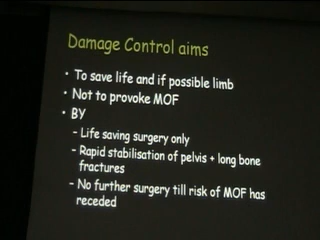 Damage Control aims
• To save life and if possible limb
• Not to provoke MOF
• BY
– Life saving surgery only
– Rapid stabilisation of pelvis + long bone
fractures
– No further surgery till risk of MOF has
receded